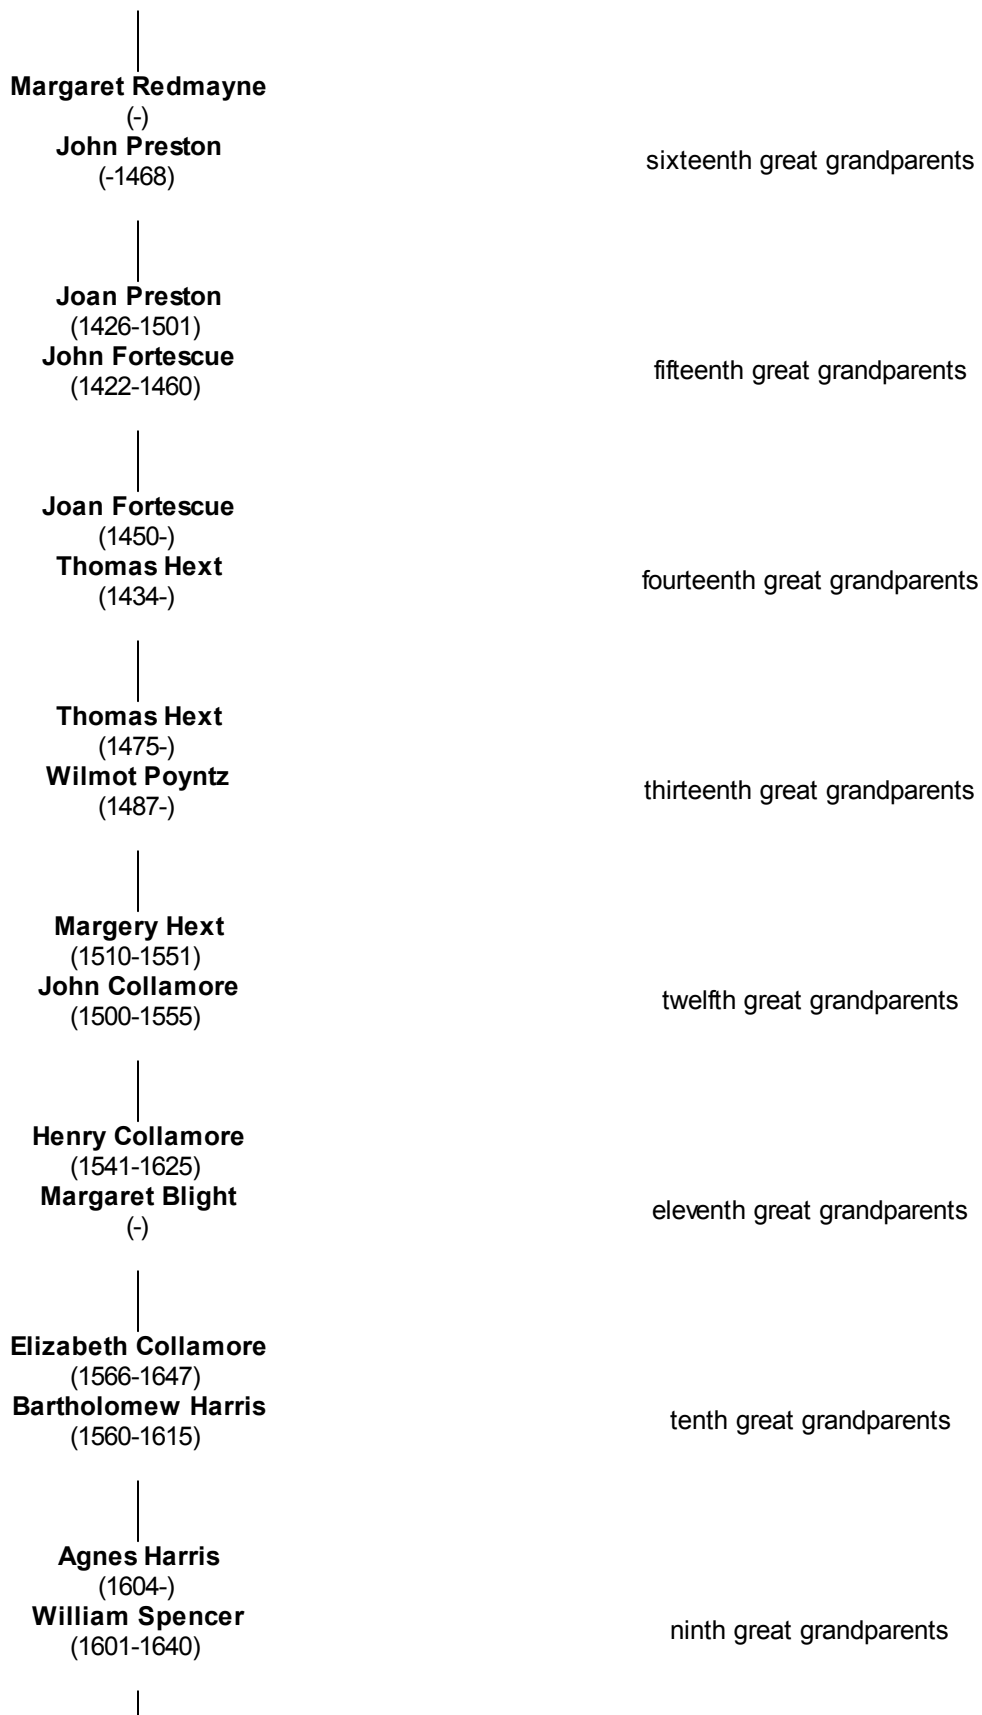 Margaret Redmayne
(-)
John Preston
(-1468)
sixteenth great grandparents
Joan Preston
(1426-1501)
John Fortescue
(1422-1460)
fifteenth great grandparents
Joan Fortescue
(1450-)
Thomas Hext
(1434-)
fourteenth great grandparents
Thomas Hext
(1475-)
Wilmot Poyntz
(1487-)
thirteenth great grandparents
Margery Hext
(1510-1551)
John Collamore
(1500-1555)
twelfth great grandparents
Henry Collamore
(1541-1625)
Margaret Blight
(-)
eleventh great grandparents
Elizabeth Collamore
(1566-1647)
Bartholomew Harris
(1560-1615)
tenth great grandparents
Agnes Harris
(1604-)
William Spencer
(1601-1640)
ninth great grandparents